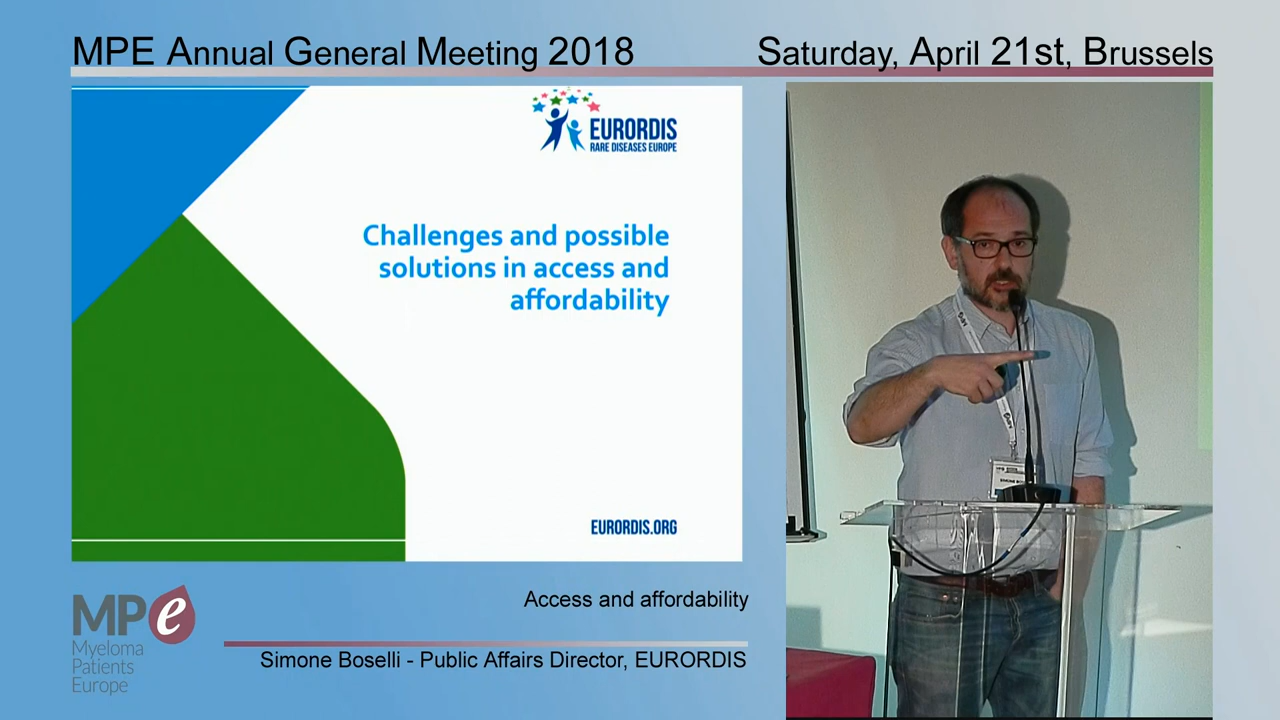 MPE Annual General Meeting 2018
Saturday, April 21st, Brussels
EURORDIS
RARE DISEASES EUROPE
Challenges and possible
solutions in access and
affordability
EURORDIS.ORG
Access and affordability
MPe
Myeloma
Patients
Europe
Simone Boselli - Public Affairs Director, EURORDIS